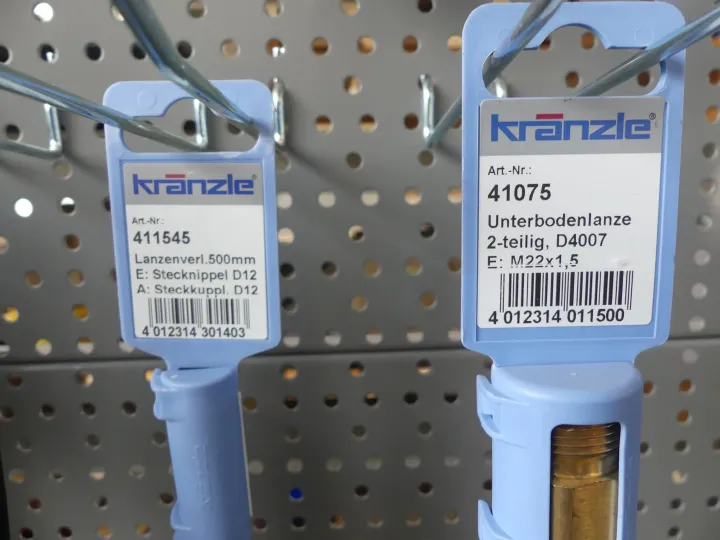 kränzle®
Art.-Nr.:
411545
Lanzenverl.500mm
E: Stecknippel D12
A: Steckkuppl. D12
4 012314 301403
kränzle®
Art.-Nr.:
41075
Unterbodenlanze
2-teilig, D4007
E: M22x1,5
4 012314 011500